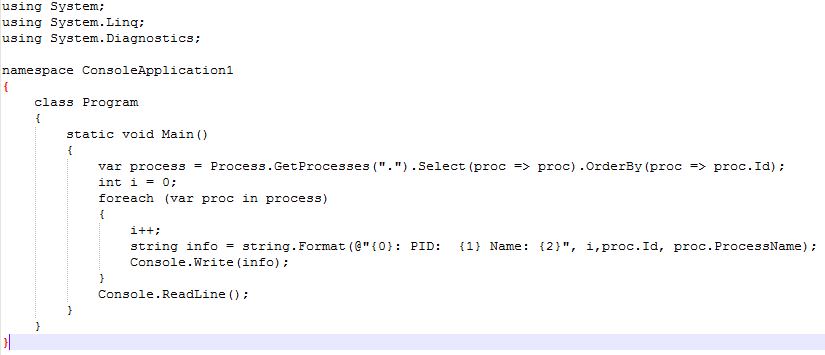 using System;
using System.Linq;
using System.Diagnostics;

namespace ConsoleApplication1
{
    class Program
    {
        static void Main()
        {
            var process = Process.GetProcesses(".").Select(proc => proc).OrderBy(proc => proc.Id);
            int i = 0;
            foreach (var proc in process)
            {
                i++;
                string info = string.Format(@"{0}: PID:  {1} Name: {2}", i,proc.Id, proc.ProcessName);
                Console.Write(info);
            }
            Console.ReadLine();
        }
    }
}